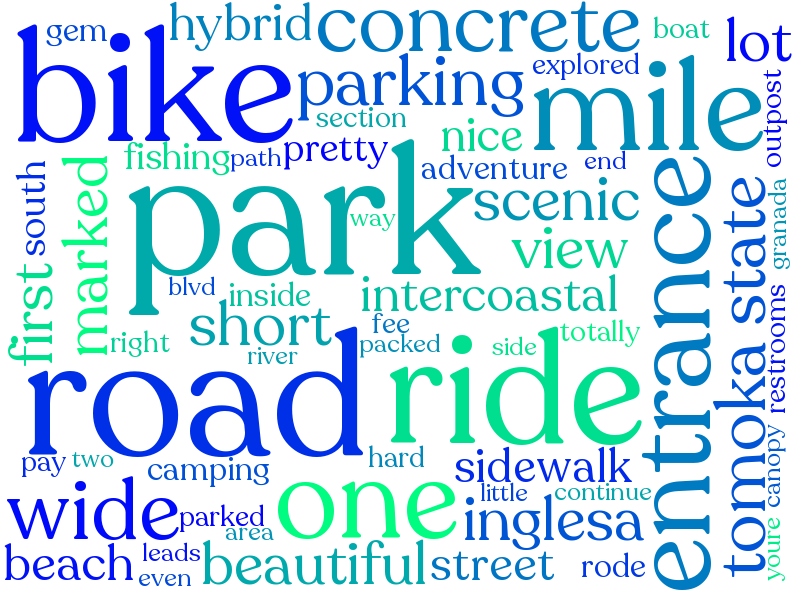 gem
hybrid
concrete
boat
lot
bike
parking
explored
mile
section
nice
outpost
fishing
path
pretty
adventure
end
south
marked
park
scenic
entrance
way
view
state
granada
first
blvd
inside
intercoastal
short
fee
totally
right
river
packed
side
restrooms
road
ride
tomoka
pay
two
camping
hard
sidewalk
canopy
wide
parked
one
little
continue
inglesa
area
youre
beach
leads
even
beautiful
street
rode